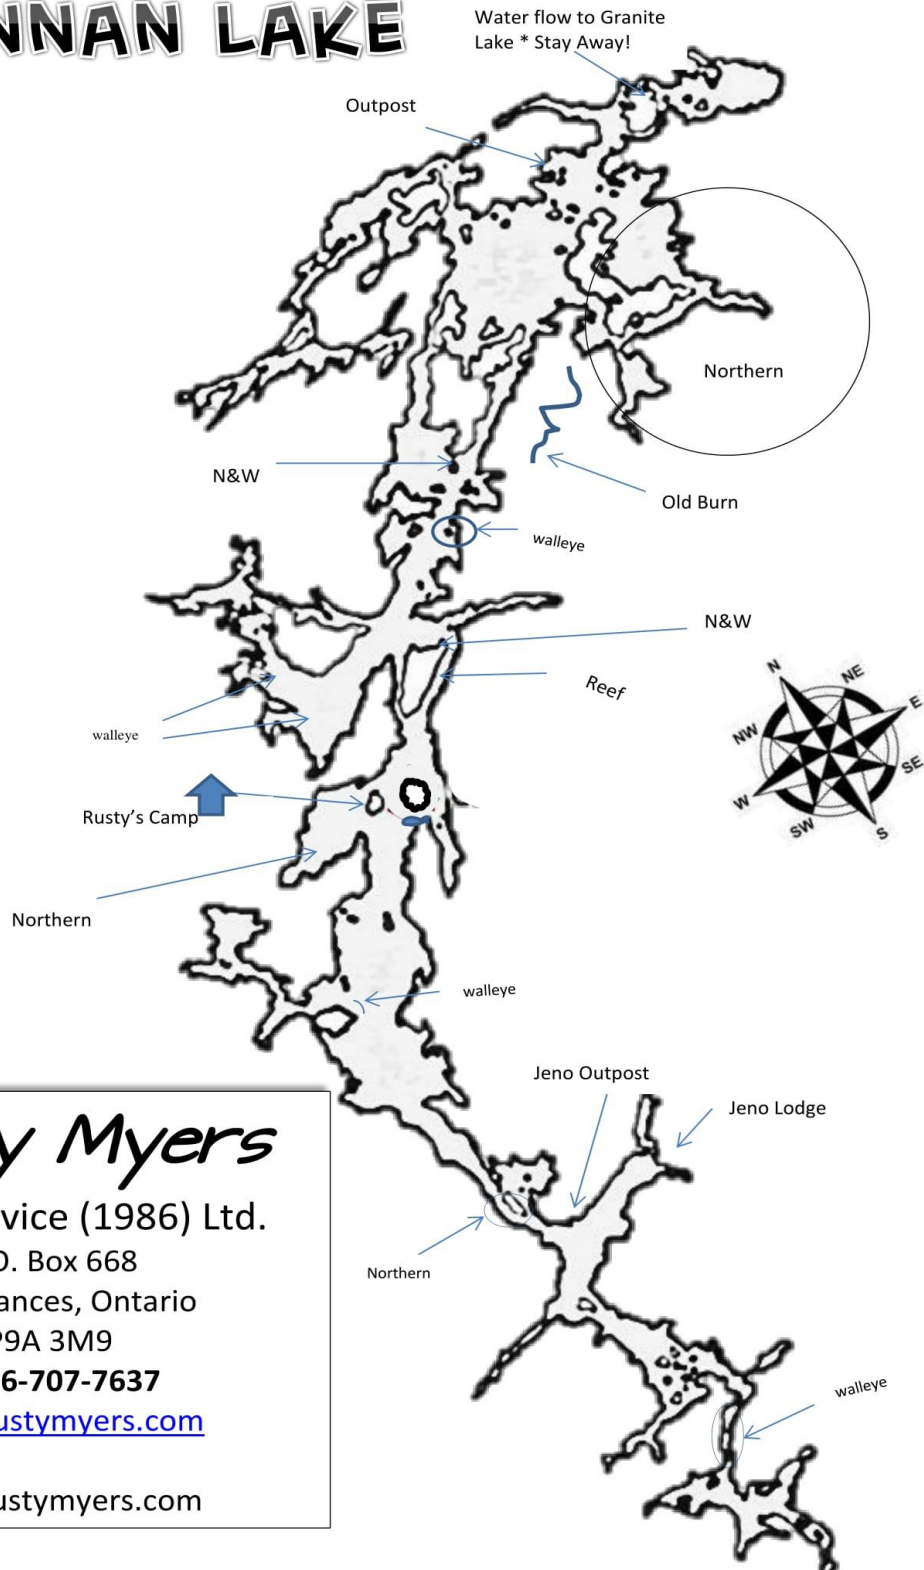 NNAN LAKE
Water flow to Granite
Lake * Stay Away!
Outpost
Northern
N&W
Old Burn
walleye
N&W
Reef
N
NE
E
SE
S
SW
W
NW
walleye
Rusty's Camp
Northern
walleye
Jeno Outpost
Jeno Lodge
Northern
walleye
y Myers
vice (1986) Ltd.
O. Box 668
ances, Ontario
P9A 3M9
6-707-7637
ustymyers.com
ustymyers.com